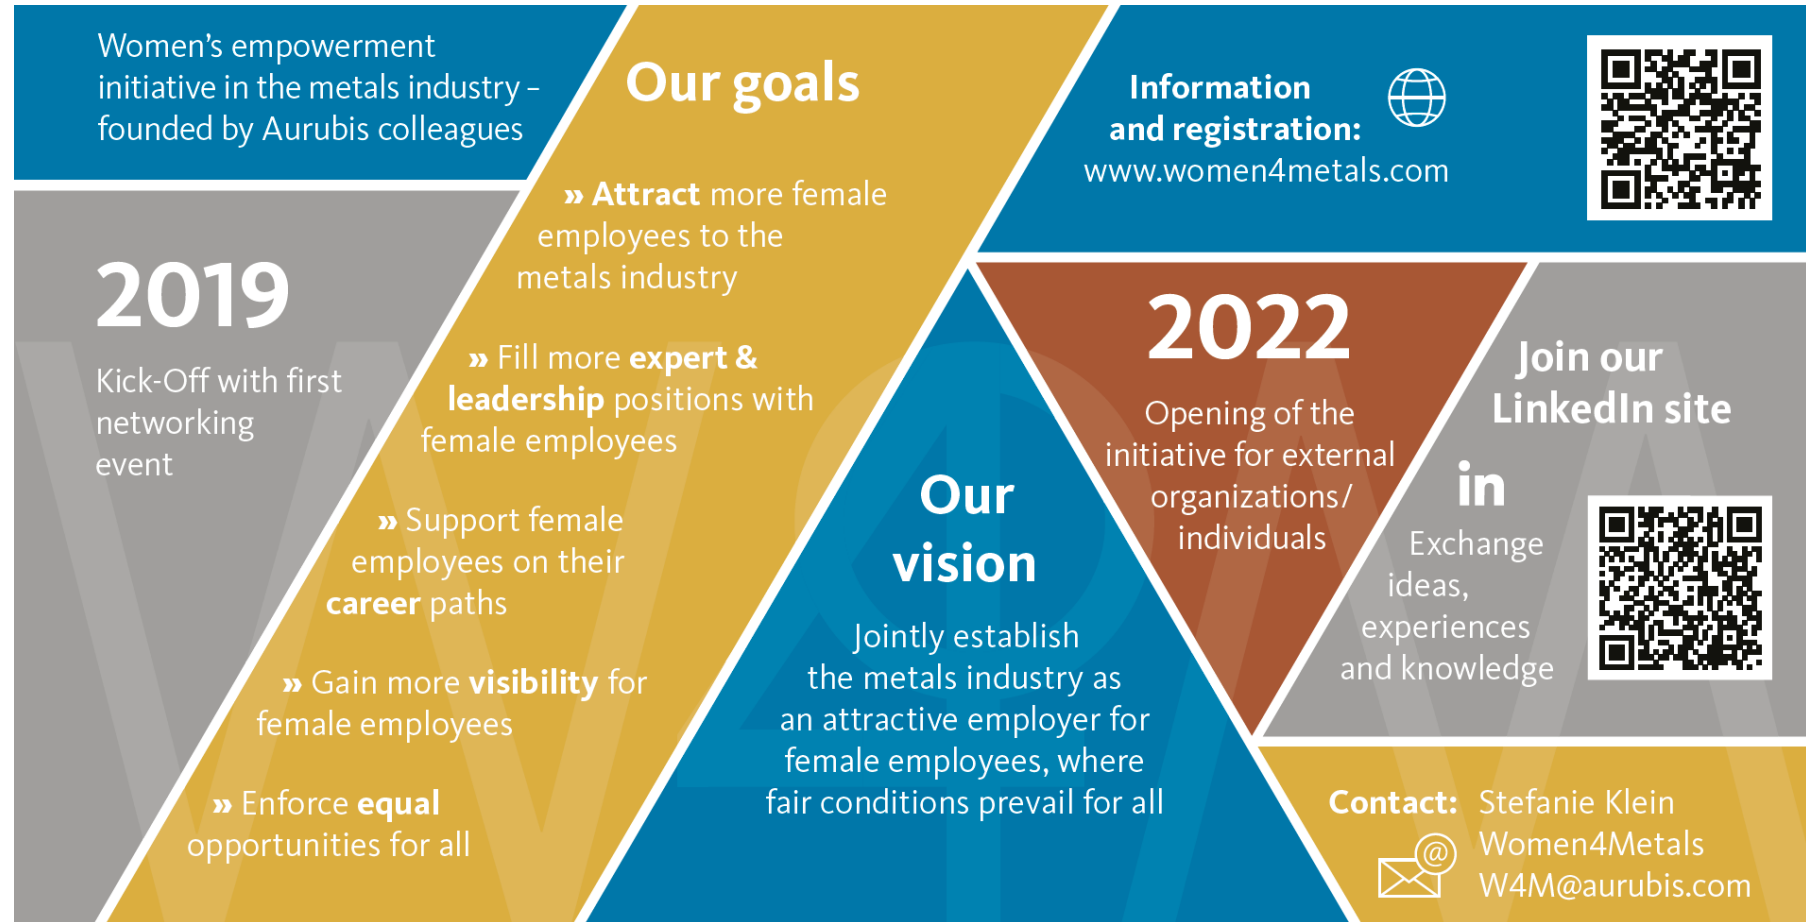 Women’s empowerment
initiative in the metals industry –
founded by Aurubis colleagues
2019
Kick-Off with first
networking
event
Our goals
» Attract more female
employees to the
metals industry
» Fill more expert &
leadership positions with
female employees
» Support female
employees on their
career paths
» Gain more visibility for
female employees
» Enforce equal
opportunities for all
Our
vision
Jointly establish
the metals industry as
an attractive employer for
female employees, where
fair conditions prevail for all
Information
and registration:
www.women4metals.com
2022
Opening of the
initiative for external
organizations/
individuals
Join our
LinkedIn site
in
Exchange
ideas,
experiences
and knowledge
Contact: Stefanie Klein
Women4Metals
@
W4M@aurubis.com
W4M